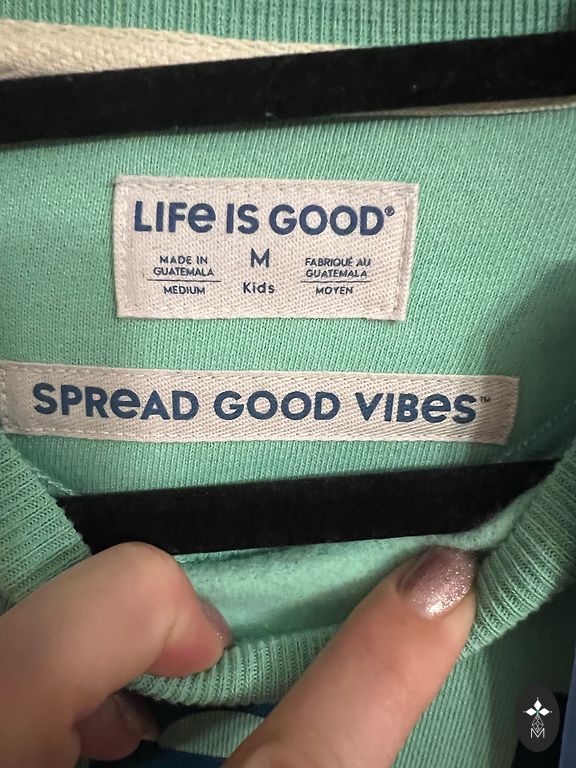 LIFe IS GOOD®
MADE IN
GUATEMALA
MEDIUM
M
Kids
FABRIQUÉ AU
GUATEMALA
MOYEN
SPReAD GOOD VIBeS™
M